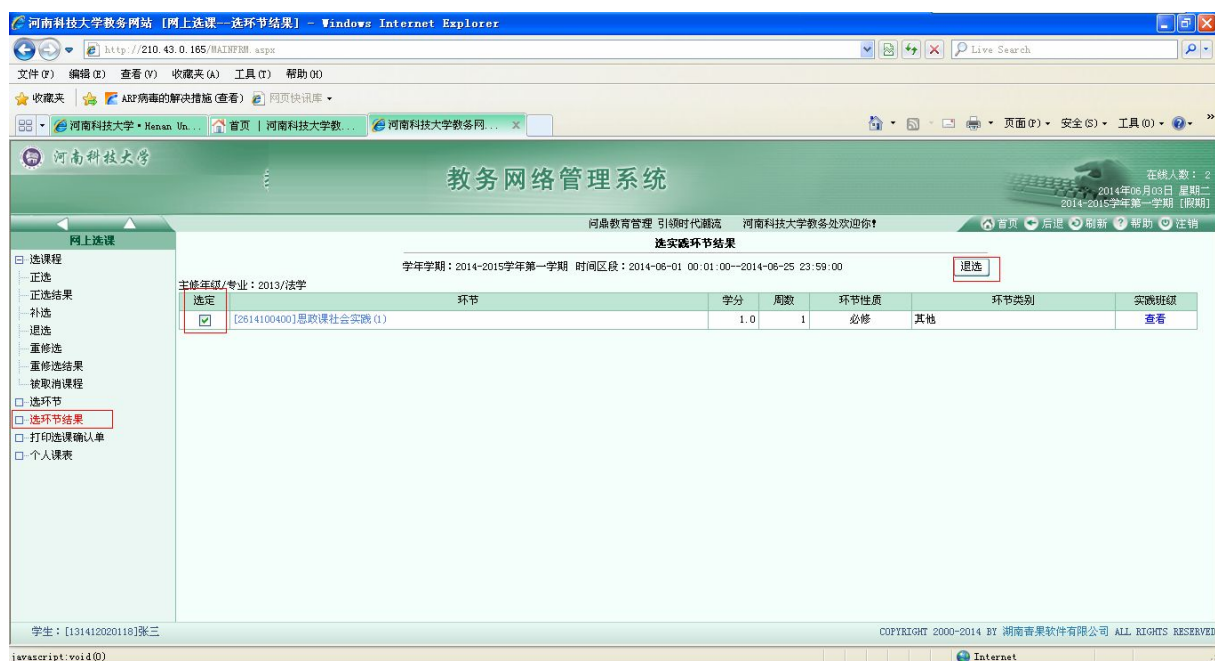 河南科技大学教务网站 [网上选课--选环节结果] - Windows Internet Explorer
http://210.43.0.165/MAINFRM.aspx
Live Search
文件(F) 编辑(E) 查看(V) 收藏夹(A) 工具(T) 帮助(H)
收藏夹 ARP病毒的解决措施(查看) 网页快讯库
河南科技大学·Henan Un... 首页 | 河南科技大学教... 河南科技大学教务网... x
页面(P) 安全(S) 工具(O) »
河南科技大学
教务网络管理系统
在线人数: 2
2014年06月03日 星期二
2014-2015学年第一学期 [假期]
问鼎教育管理 引领时代潮流 河南科技大学教务处欢迎你!
首页 后退 刷新 帮助 注销
网上选课
选课程
正选
正选结果
补选
退选
重修选
重修选结果
被取消课程
选环节
选环节结果
打印选课确认单
个人课表
选实践环节结果
学年学期：2014-2015学年第一学期 时间区段：2014-06-01 00:01:00--2014-06-25 23:59:00
退选
主修年级/专业：2013/法学
选定 环节 学分 周数 环节性质 环节类别 实践班级
[2614100400]思政课社会实践(1) 1.0 1 必修 其他 查看
学生：[131412020118]张三
COPYRIGHT 2000-2014 BY 湖南青果软件有限公司 ALL RIGHTS RESERVED
javascript:void(0)
Internet